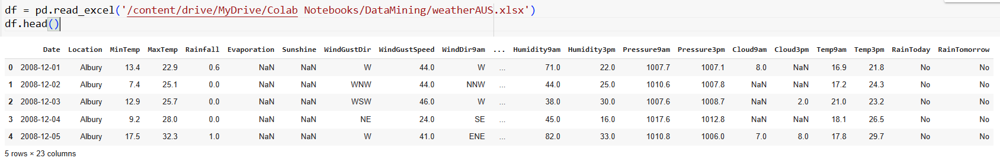 df = pd.read_excel('/content/drive/MyDrive/Colab Notebooks/DataMining/weatherAUS.xlsx')
df.head()
Date Location MinTemp MaxTemp Rainfall Evaporation Sunshine WindGustDir WindGustSpeed WindDir9am ... Humidity9am Humidity3pm Pressure9am Pressure3pm Cloud9am Cloud3pm Temp9am Temp3pm RainToday RainTomorrow
0 2008-12-01 Albury 13.4 22.9 0.6 NaN NaN W 44.0 W ... 71.0 22.0 1007.7 1007.1 8.0 NaN 16.9 21.8 No No
1 2008-12-02 Albury 7.4 25.1 0.0 NaN NaN WNW 44.0 NNW ... 44.0 25.0 1010.6 1007.8 NaN NaN 17.2 24.3 No No
2 2008-12-03 Albury 12.9 25.7 0.0 NaN NaN WSW 46.0 W ... 38.0 30.0 1007.6 1008.7 NaN 2.0 21.0 23.2 No No
3 2008-12-04 Albury 9.2 28.0 0.0 NaN NaN NE 24.0 SE ... 45.0 16.0 1017.6 1012.8 NaN NaN 18.1 26.5 No No
4 2008-12-05 Albury 17.5 32.3 1.0 NaN NaN W 41.0 ENE ... 82.0 33.0 1010.8 1006.0 7.0 8.0 17.8 29.7 No No
5 rows × 23 columns